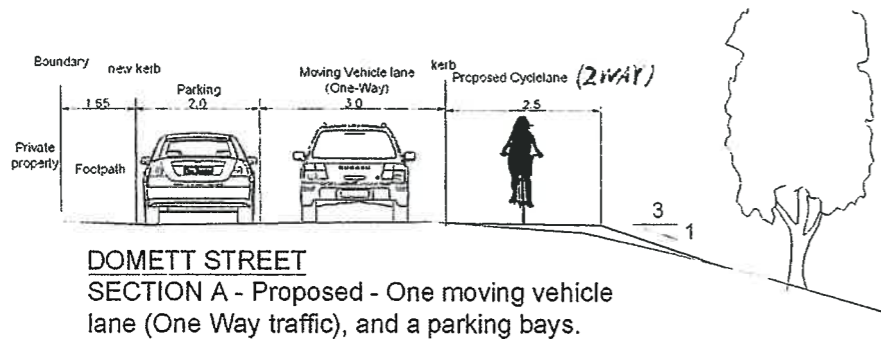 Boundary
new kerb
Parking
2.0
Moving Vehicle lane
(One-Way)
3.0
kerb
Proposed Cyclelane (2WAY)
2.5
1.55
Private
property
Footpath
SUBARU
3
1
DOMETT STREET
SECTION A - Proposed - One moving vehicle
lane (One Way traffic), and a parking bays.